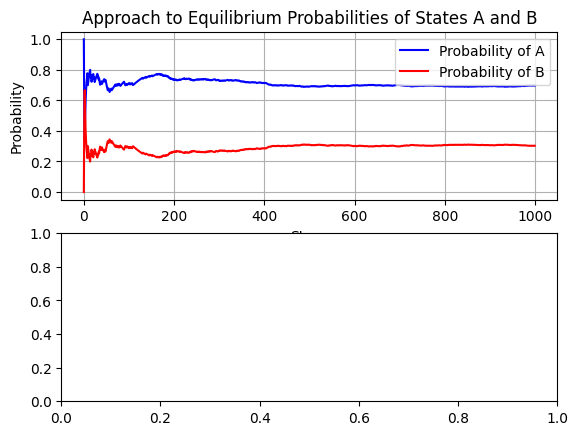 Approach to Equilibrium Probabilities of States A and B
1.0
0.8
0.6
0.4
0.2
0.0
Probability
Probability of A
Probability of B
0 200 400 600 800 1000
1.0
0.8
0.6
0.4
0.2
0.0
0.0 0.2 0.4 0.6 0.8 1.0